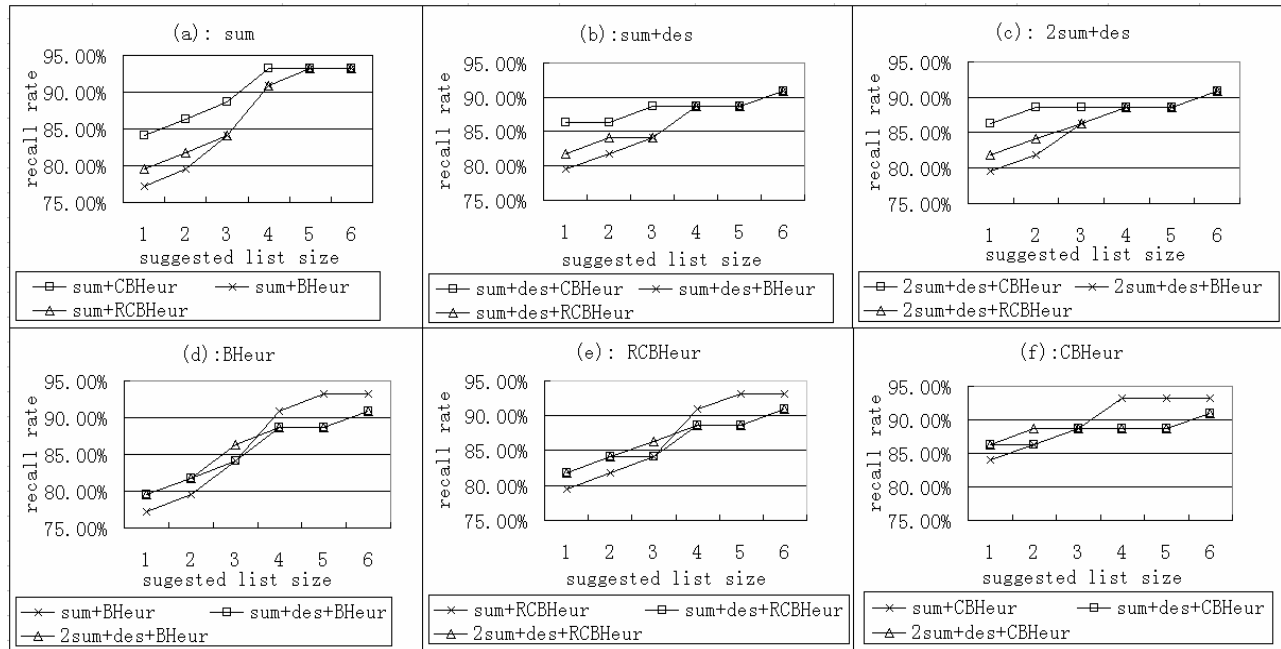 (a): sum
recall rate
95.00%
90.00%
85.00%
80.00%
75.00%
1 2 3 4 5 6
suggested list size
sum+CBHeur sum+BHeur
sum+RCBHeur
(b):sum+des
recall rate
95.00%
90.00%
85.00%
80.00%
75.00%
1 2 3 4 5 6
suggested list size
sum+des+CBHeur sum+des+BHeur
sum+des+RCBHeur
(c): 2sum+des
recall rate
95.00%
90.00%
85.00%
80.00%
75.00%
1 2 3 4 5 6
suggested list size
2sum+des+CBHeur 2sum+des+BHeur
2sum+des+RCBHeur
(d):BHeur
recall rate
95.00%
90.00%
85.00%
80.00%
75.00%
1 2 3 4 5 6
sugested list size
sum+BHeur sum+des+BHeur
2sum+des+BHeur
(e): RCBHeur
recall rate
95.00%
90.00%
85.00%
80.00%
75.00%
1 2 3 4 5 6
suggested list size
sum+RCBHeur sum+des+RCBHeur
2sum+des+RCBHeur
(f):CBHeur
recall rate
95.00%
90.00%
85.00%
80.00%
75.00%
1 2 3 4 5 6
suggested list size
sum+CBHeur sum+des+CBHeur
2sum+des+CBHeur